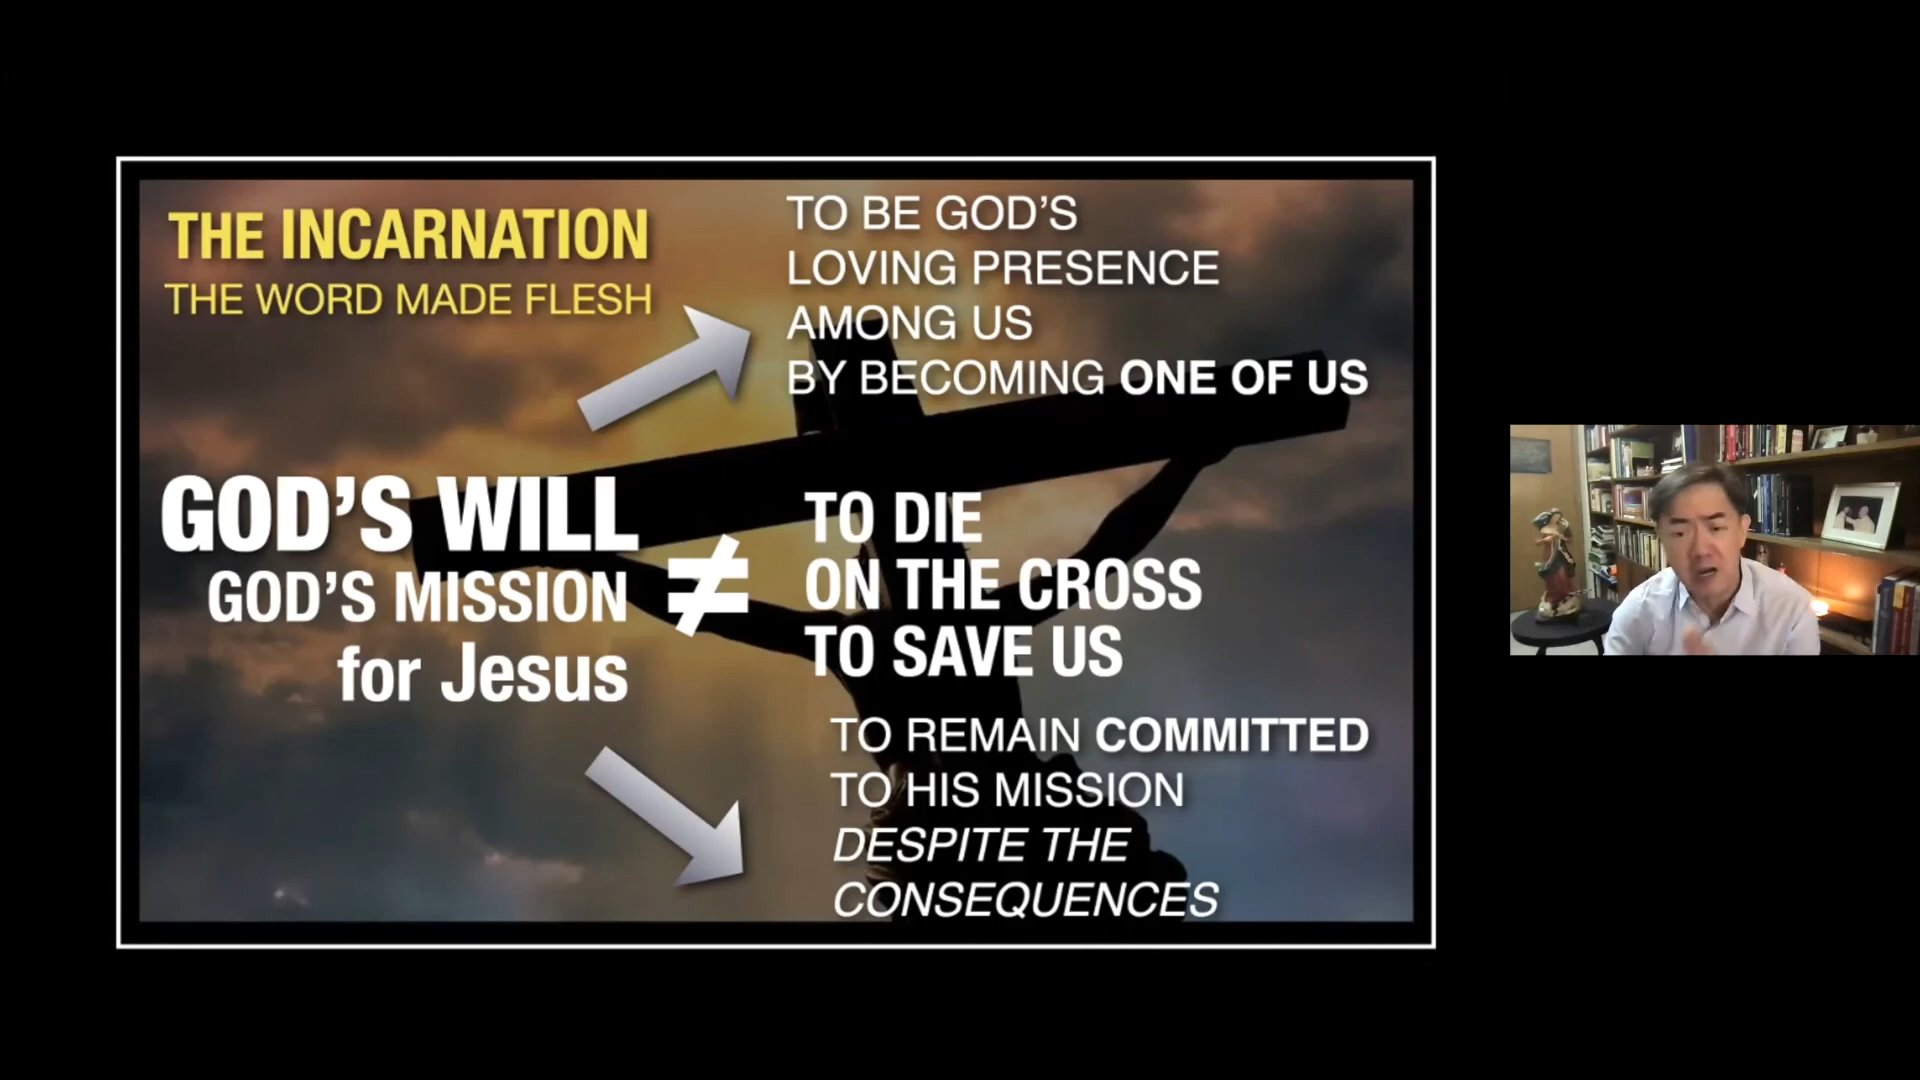 THE INCARNATION
THE WORD MADE FLESH
TO BE GOD'S
LOVING PRESENCE
AMONG US
BY BECOMING ONE OF US
GOD'S WILL
GOD'S MISSION
for Jesus
≠
TO DIE
ON THE CROSS
TO SAVE US
TO REMAIN COMMITTED
TO HIS MISSION
DESPITE THE
CONSEQUENCES